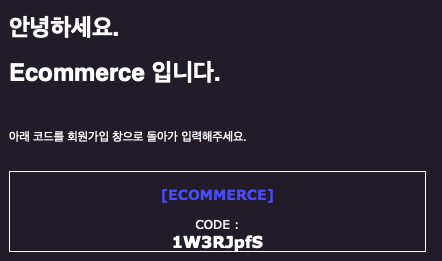 안녕하세요.
Ecommerce 입니다.
아래 코드를 회원가입 창으로 돌아가 입력해주세요.
[ECOMMERCE]
CODE :
1W3RJpfS